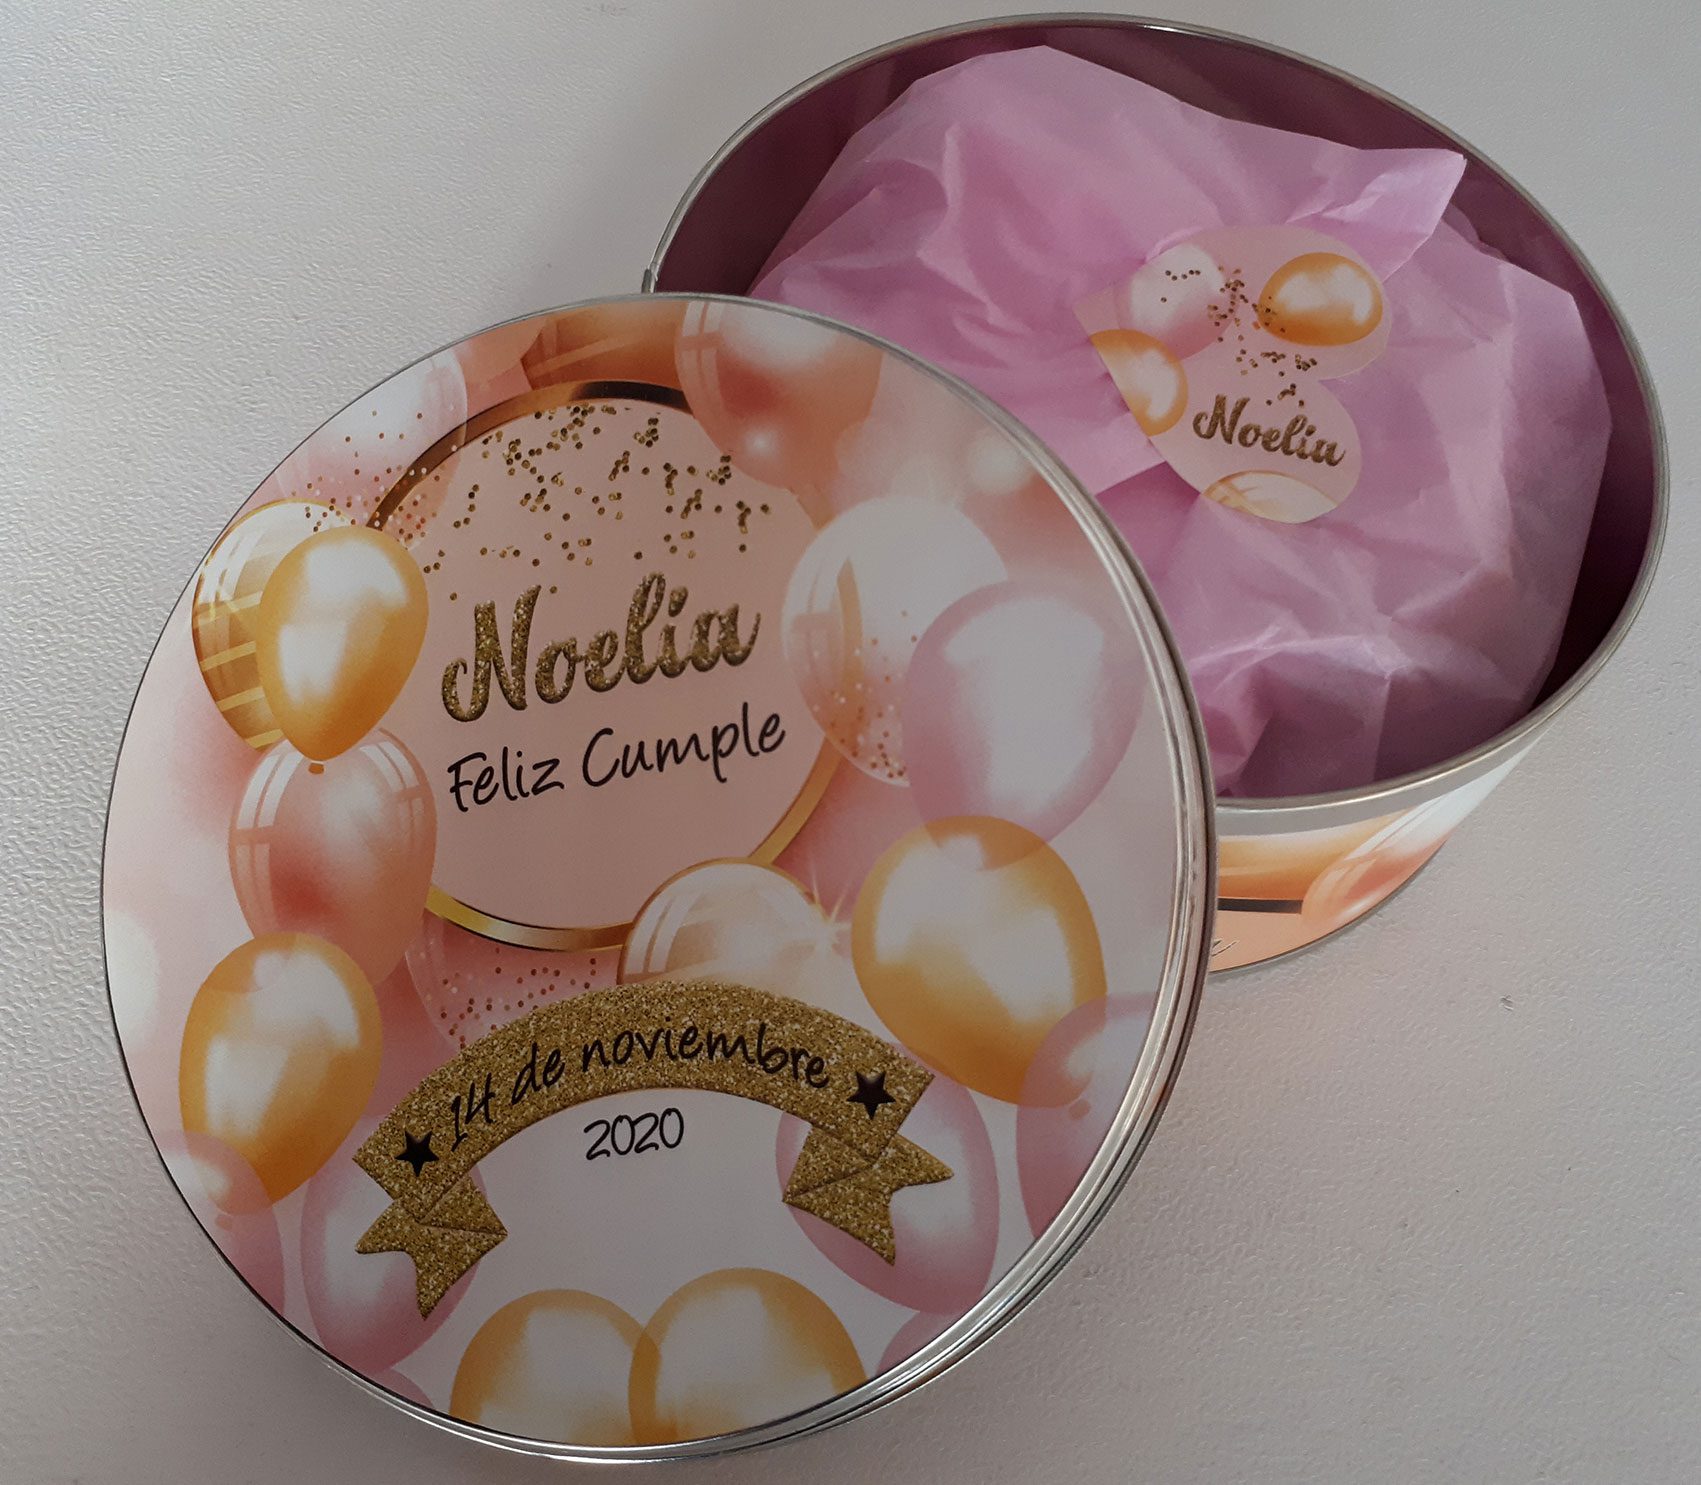 Noelia
Feliz Cumple
14 de noviembre
2020
Noelia